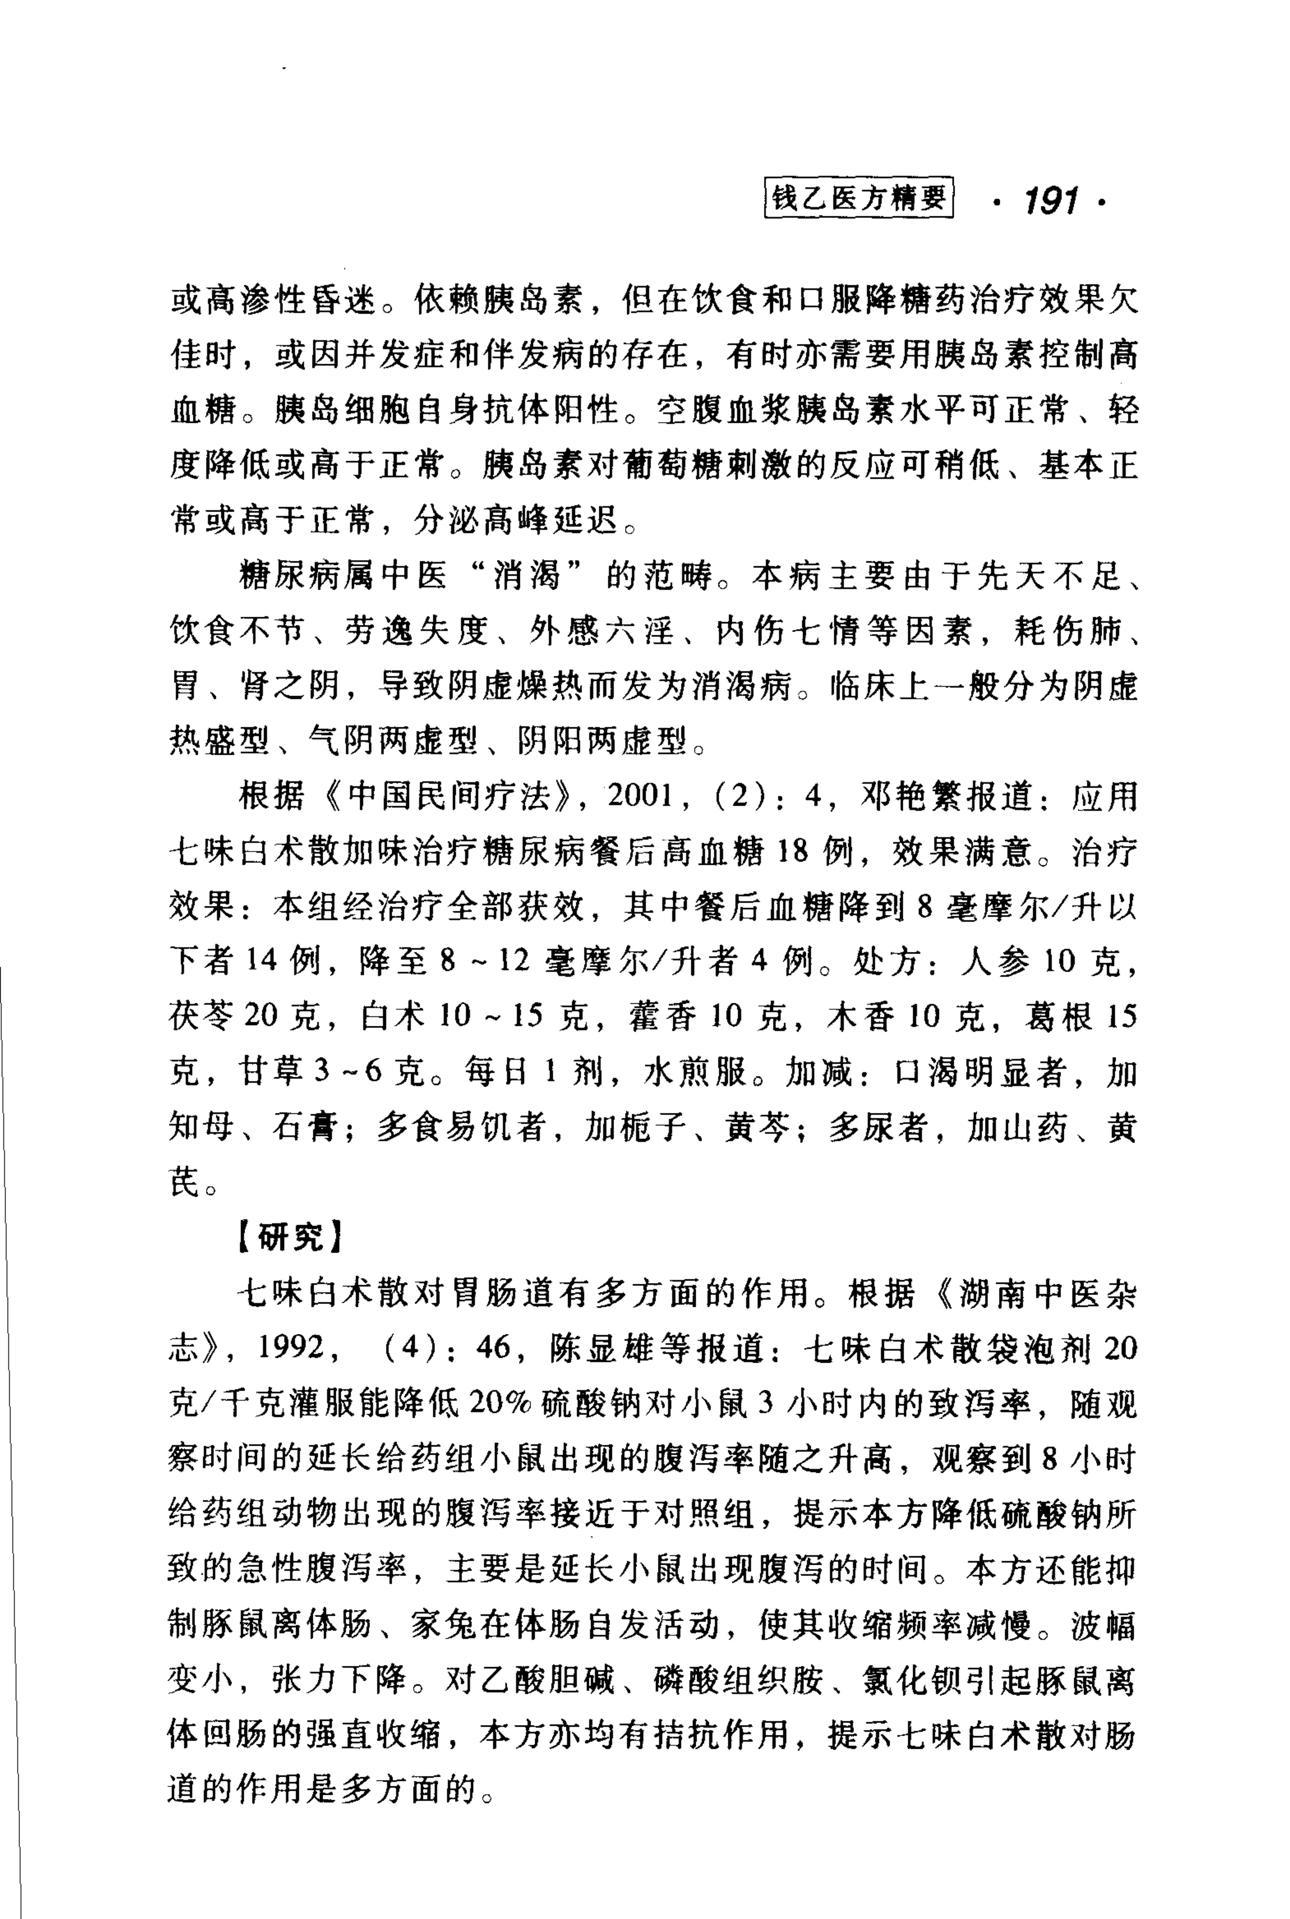 钱乙医方精要 · 191 ·
或高渗性昏迷。依赖胰岛素，但在饮食和口服降糖药治疗效果欠
佳时，或因并发症和伴发病的存在，有时亦需要用胰岛素控制高
血糖。胰岛细胞自身抗体阳性。空腹血浆胰岛素水平可正常、轻
度降低或高于正常。胰岛素对葡萄糖刺激的反应可稍低、基本正
常或高于正常，分泌高峰延迟。
糖尿病属中医“消渴”的范畴。本病主要由于先天不足、
饮食不节、劳逸失度、外感六淫、内伤七情等因素，耗伤肺、
胃、肾之阴，导致阴虚燥热而发为消渴病。临床上一般分为阴虚
热盛型、气阴两虚型、阴阳两虚型。
根据《中国民间疗法》，2001，（2）：4，邓艳繁报道：应用
七味白术散加味治疗糖尿病餐后高血糖 18 例，效果满意。治疗
效果：本组经治疗全部获效，其中餐后血糖降到 8 毫摩尔/升以
下者 14 例，降至 8～12 毫摩尔/升者 4 例。处方：人参 10 克，
茯苓 20 克，白术 10～15 克，藿香 10 克，木香 10 克，葛根 15
克，甘草 3～6 克。每日 1 剂，水煎服。加减：口渴明显者，加
知母、石膏；多食易饥者，加栀子、黄芩；多尿者，加山药、黄
芪。
【研究】
七味白术散对胃肠道有多方面的作用。根据《湖南中医杂
志》，1992，（4）：46，陈显雄等报道：七味白术散袋泡剂 20
克/千克灌服能降低 20% 硫酸钠对小鼠 3 小时内的致泻率，随观
察时间的延长给药组小鼠出现的腹泻率随之升高，观察到 8 小时
给药组动物出现的腹泻率接近于对照组，提示本方降低硫酸钠所
致的急性腹泻率，主要是延长小鼠出现腹泻的时间。本方还能抑
制豚鼠离体肠、家兔在体肠自发活动，使其收缩频率减慢。波幅
变小，张力下降。对乙酸胆碱、磷酸组织胺、氯化钡引起豚鼠离
体回肠的强直收缩，本方亦均有拮抗作用，提示七味白术散对肠
道的作用是多方面的。